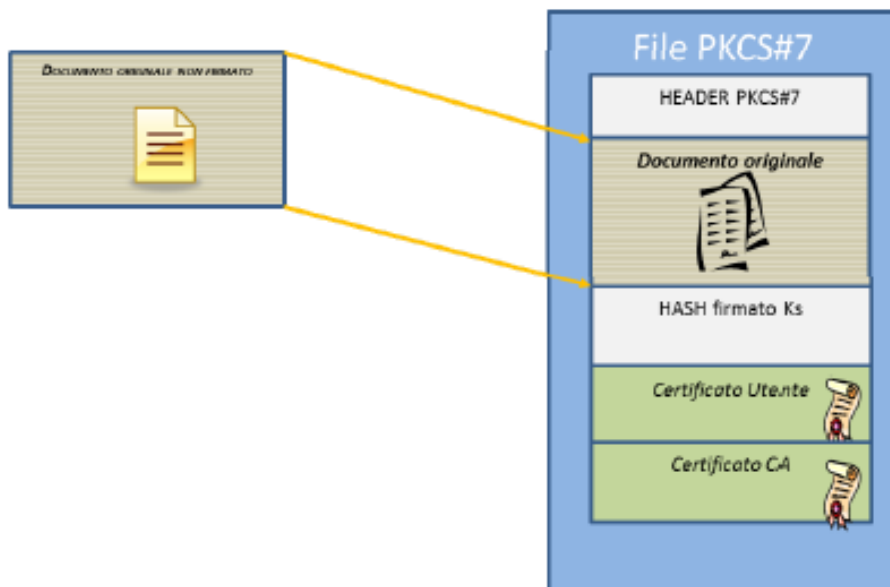 DOCUMENTO ORIGINALE NON FIRMATO
File PKCS#7
HEADER PKCS#7
Documento originale
HASH firmato Ks
Certificato Utente
Certificato CA